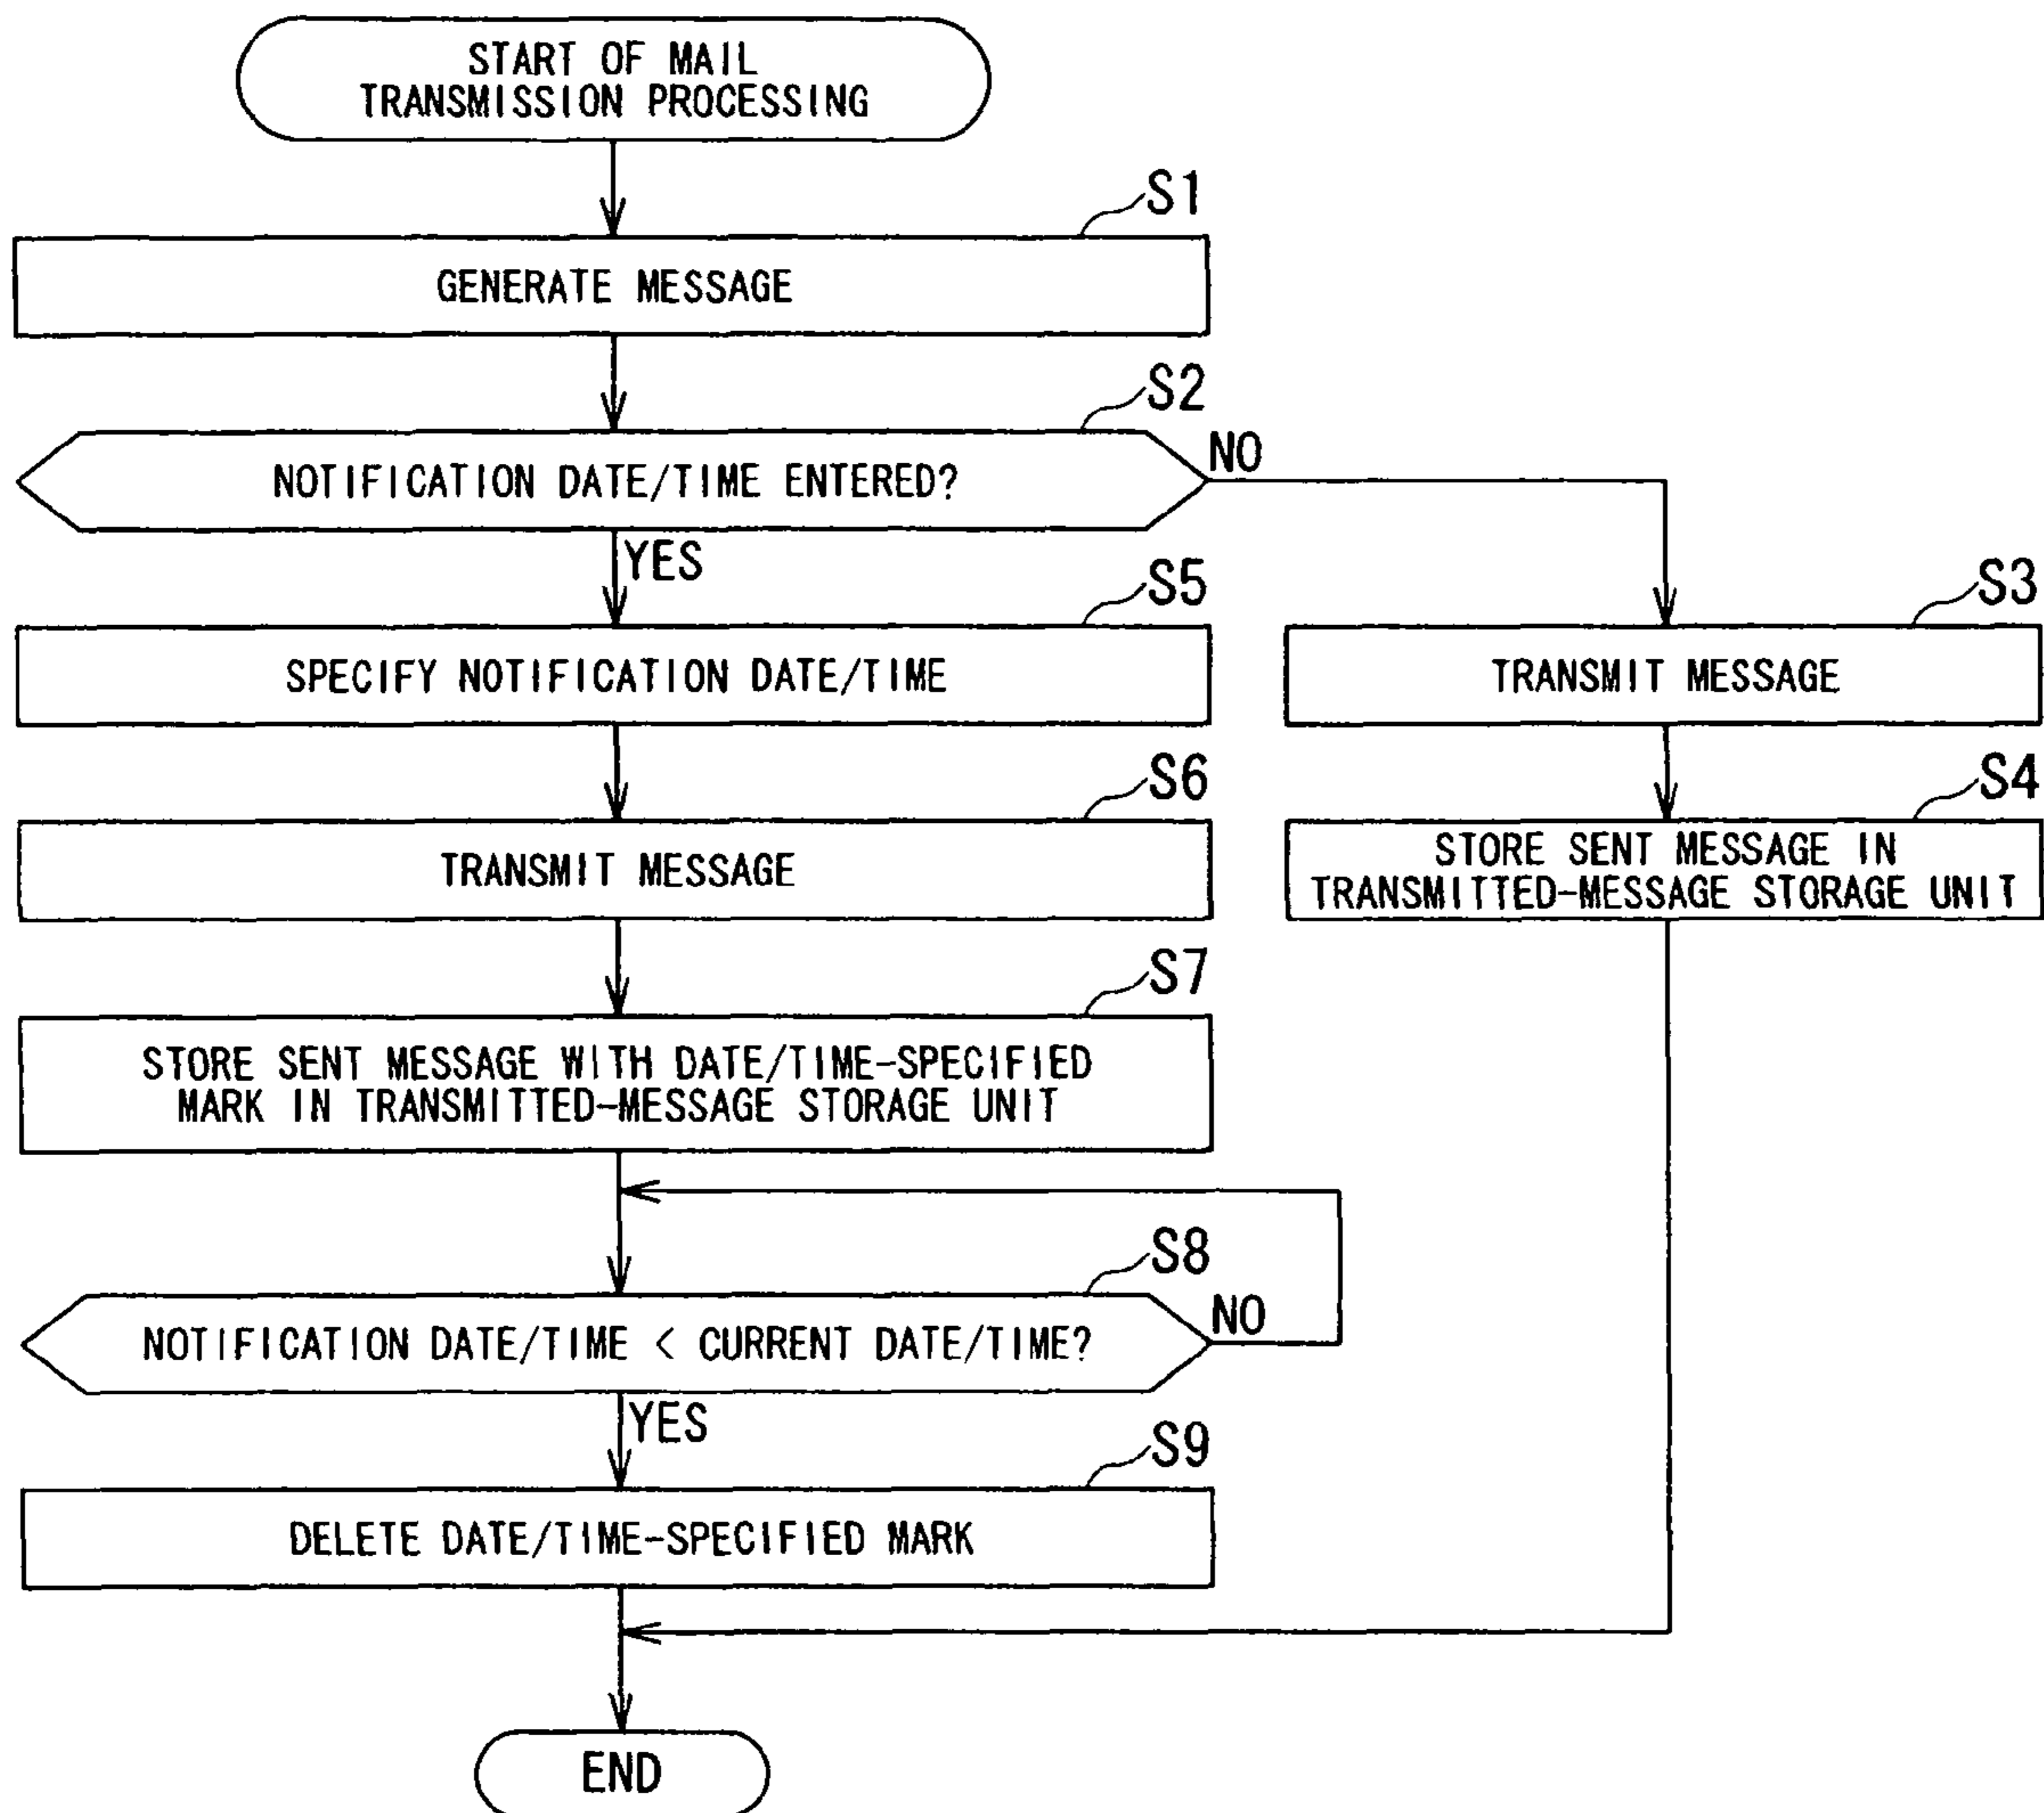 START OF MAIL
TRANSMISSION PROCESSING
S1
GENERATE MESSAGE
S2
NOTIFICATION DATE/TIME ENTERED?
NO
YES
S5
SPECIFY NOTIFICATION DATE/TIME
S3
TRANSMIT MESSAGE
S6
TRANSMIT MESSAGE
S4
STORE SENT MESSAGE IN
TRANSMITTED-MESSAGE STORAGE UNIT
S7
STORE SENT MESSAGE WITH DATE/TIME-SPECIFIED
MARK IN TRANSMITTED-MESSAGE STORAGE UNIT
S8
NOTIFICATION DATE/TIME < CURRENT DATE/TIME?
NO
YES
S9
DELETE DATE/TIME-SPECIFIED MARK
END